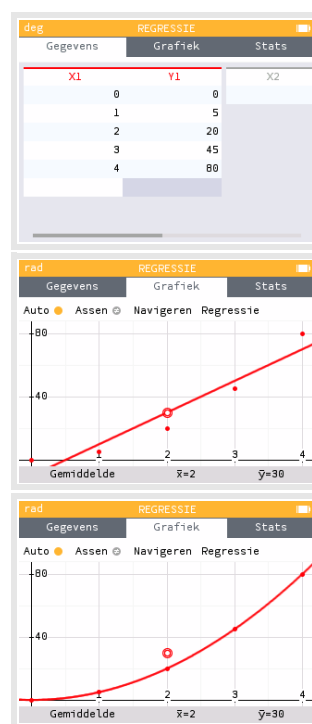 deg REGRESSIE
Gegevens Grafiek Stats
X1 Y1 X2
0 0
1 5
2 20
3 45
4 80
rad REGRESSIE
Gegevens Grafiek Stats
Auto Assen Navigeren Regressie
80
40
1 2 3 4
Gemiddelde x̄=2 ȳ=30
rad REGRESSIE
Gegevens Grafiek Stats
Auto Assen Navigeren Regressie
80
40
1 2 3 4
Gemiddelde x̄=2 ȳ=30